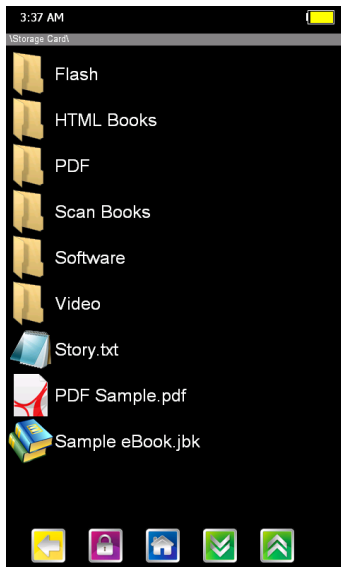 3:37 AM
\Storage Card\
Flash
HTML Books
PDF
Scan Books
Software
Video
Story.txt
PDF Sample.pdf
Sample eBook.jbk